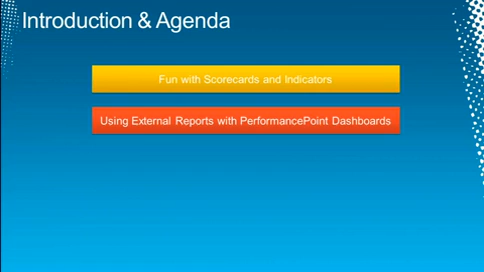 Introduction & Agenda
Fun with Scorecards and Indicators
Using External Reports with PerformancePoint Dashboards